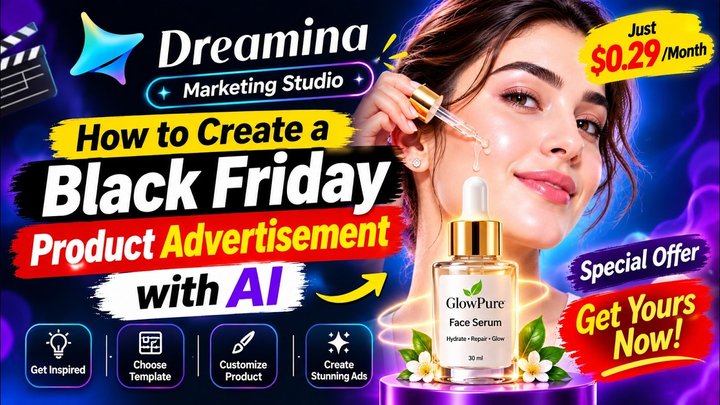 Dreamina
Marketing Studio
Just
$0.29/Month
How to Create a
Black Friday
Product Advertisement
with AI
GlowPure
Face Serum
Hydrate • Repair • Glow
30 ml
Special Offer
Get Yours
Now!
Get Inspired
Choose
Template
Customize
Product
Create
Stunning Ads